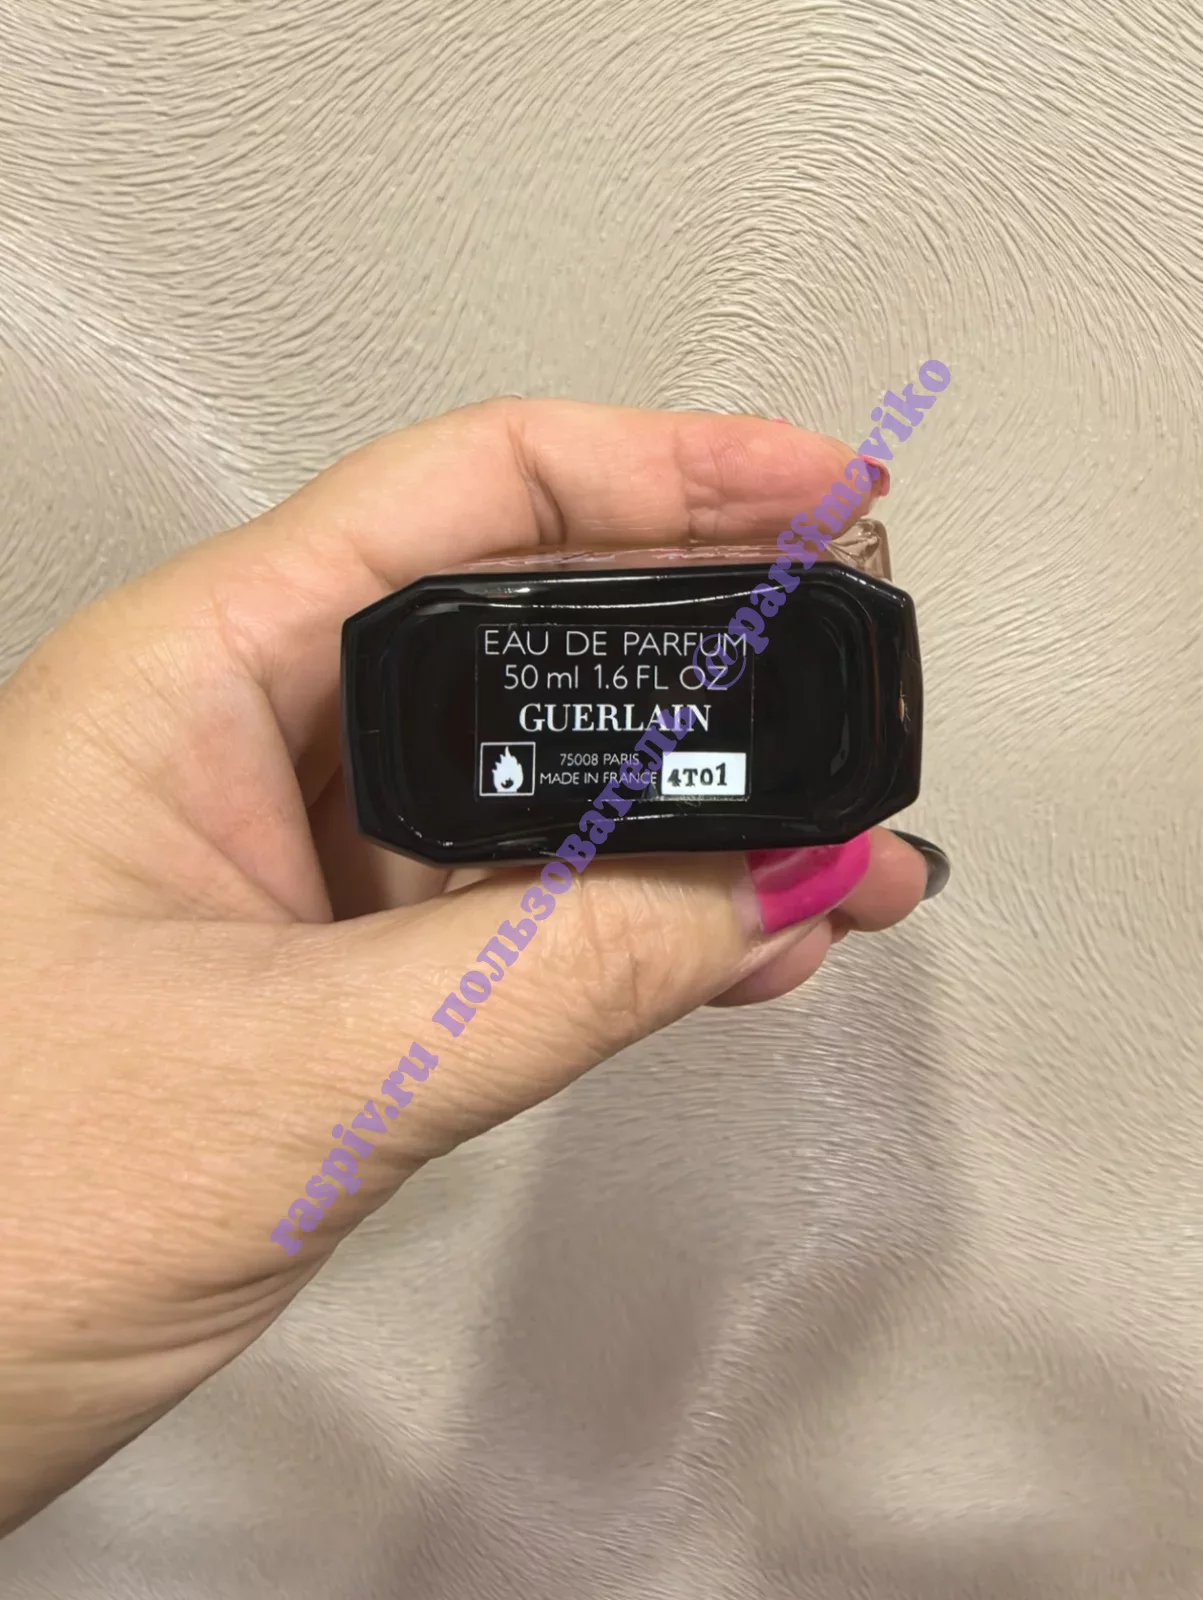 EAU DE PARFUM
50 ml 1.6 FL OZ
GUERLAIN
75008 PARIS
MADE IN FRANCE
4T01
raspiv.ru пользователь @parffmaviko